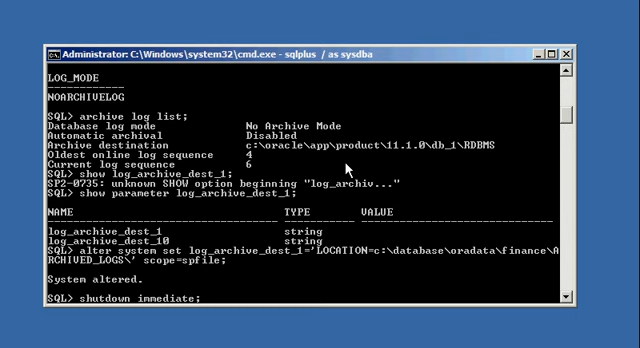 Administrator: C:\Windows\system32\cmd.exe - sqlplus / as sysdba
LOG_MODE
------------
NOARCHIVELOG
SQL> archive log list;
Database log mode No Archive Mode
Automatic archival Disabled
Archive destination c:\oracle\app\product\11.1.0\db_1\RDBMS
Oldest online log sequence 4
Current log sequence 6
SQL> show log_archive_dest_1;
SP2-0735: unknown SHOW option beginning "log_archiv..."
SQL> show parameter log_archive_dest_1;
NAME TYPE VALUE
------------------------------------ ----------- ------------------------------
log_archive_dest_1 string
log_archive_dest_10 string
SQL> alter system set log_archive_dest_1='LOCATION=c:\database\oradata\finance\A
RCHIVED_LOGS\' scope=spfile;
System altered.
SQL> shutdown immediate;